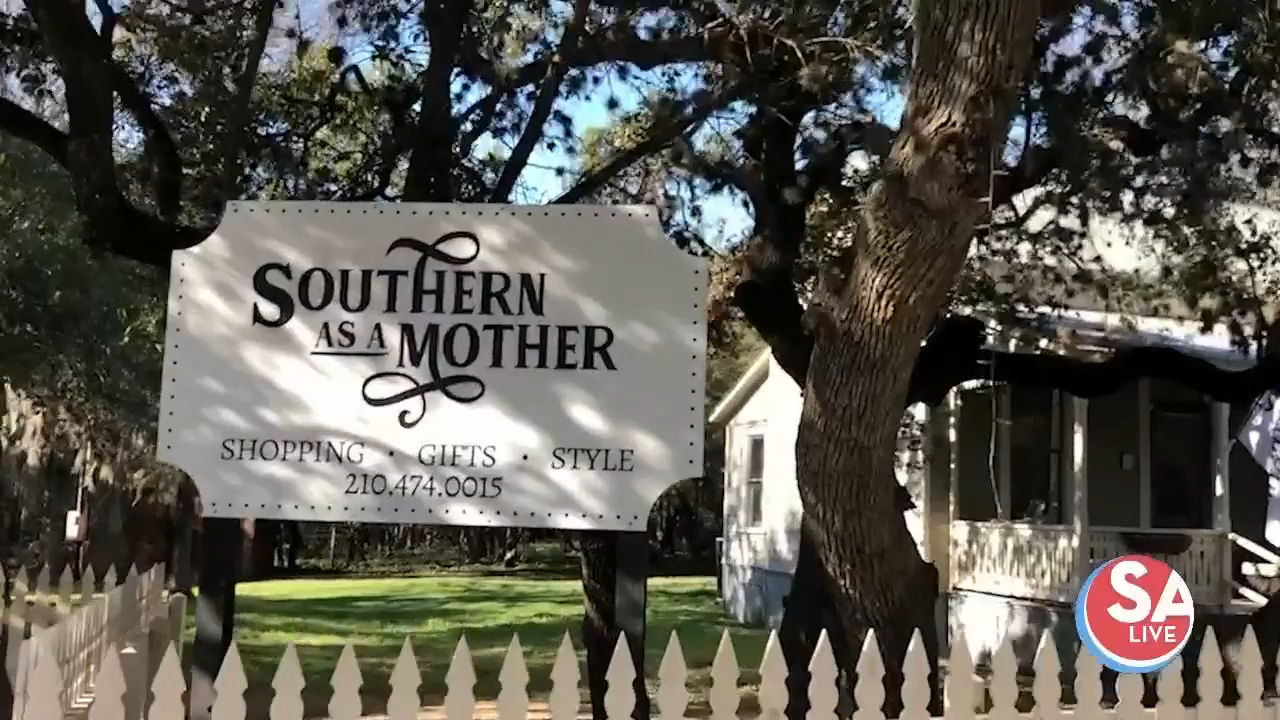 SOUTHERN
AS A MOTHER
SHOPPING · GIFTS · STYLE
210.474.0015
SA
LIVE